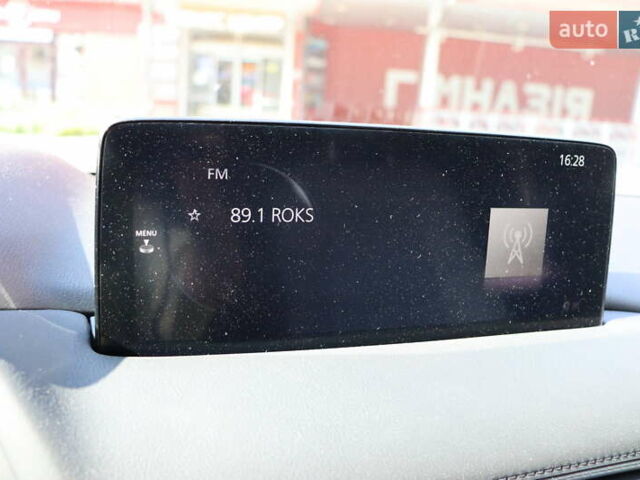 auto
R
16:28
FM
☆ 89.1 ROKS
MENU